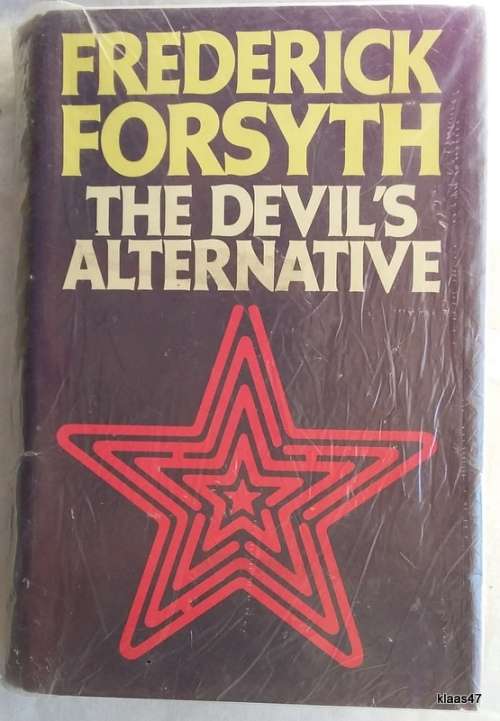 FREDERICK
FORSYTH
THE DEVIL'S
ALTERNATIVE
klaas47